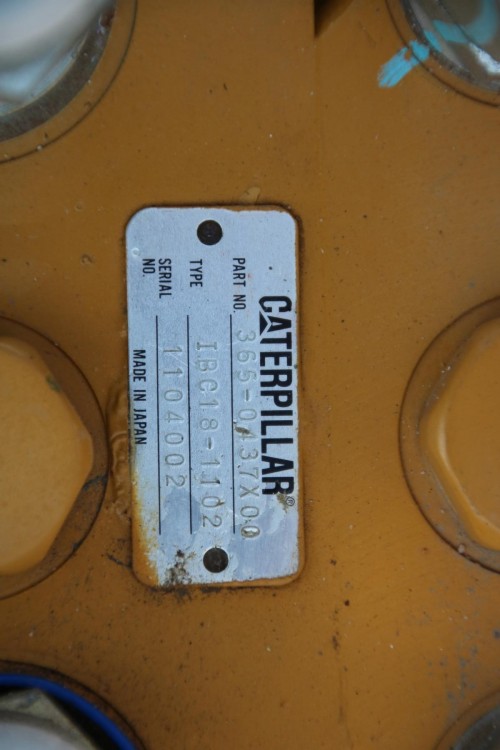 CATERPILLAR®
PART NO. 365-0437X00
TYPE IBC18-1102
SERIAL NO. 1104002
MADE IN JAPAN